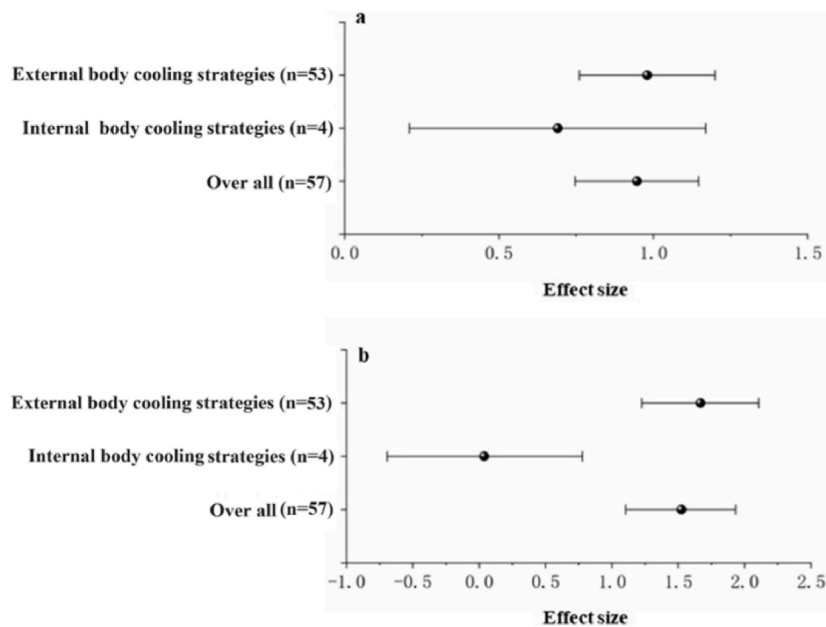 a
External body cooling strategies (n=53)
Internal body cooling strategies (n=4)
Over all (n=57)
0.0 0.5 1.0 1.5
Effect size
b
External body cooling strategies (n=53)
Internal body cooling strategies (n=4)
Over all (n=57)
-1.0 -0.5 0.0 0.5 1.0 1.5 2.0 2.5
Effect size